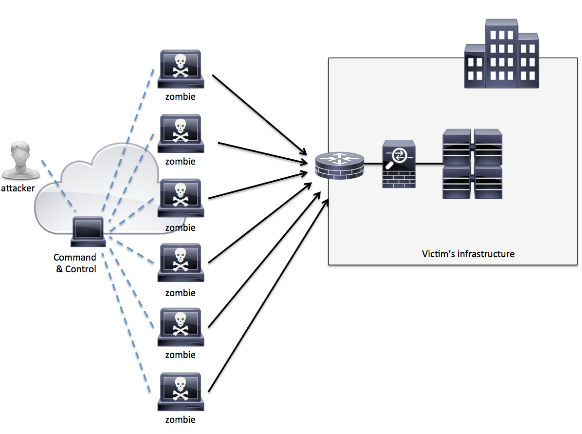 zombie
zombie
attacker
zombie
Command
& Control
zombie
Victim's infrastructure
zombie
zombie